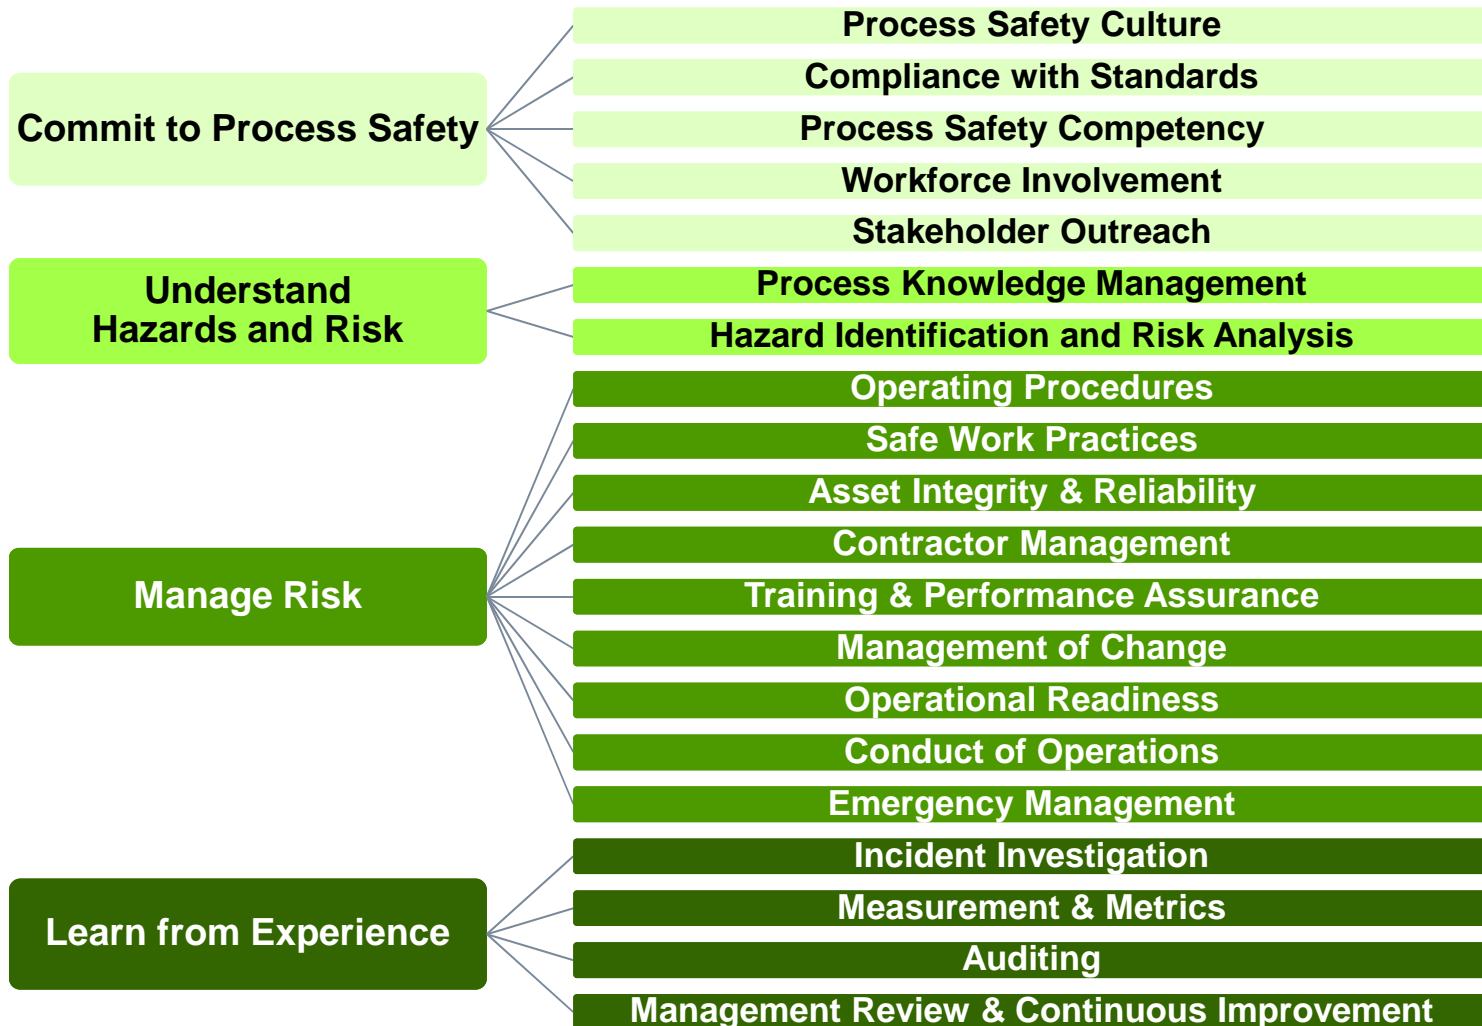 Commit to Process Safety
Process Safety Culture
Compliance with Standards
Process Safety Competency
Workforce Involvement
Stakeholder Outreach
Understand
Hazards and Risk
Process Knowledge Management
Hazard Identification and Risk Analysis
Manage Risk
Operating Procedures
Safe Work Practices
Asset Integrity & Reliability
Contractor Management
Training & Performance Assurance
Management of Change
Operational Readiness
Conduct of Operations
Emergency Management
Learn from Experience
Incident Investigation
Measurement & Metrics
Auditing
Management Review & Continuous Improvement